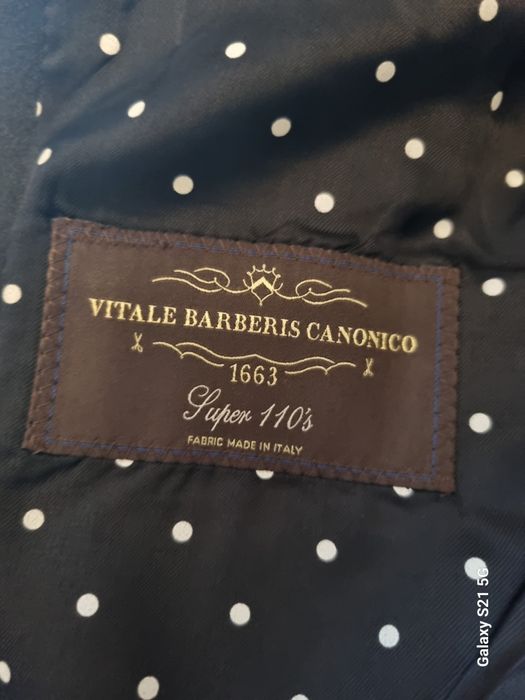 VITALE BARBERIS CANONICO
1663
Super 110's
FABRIC MADE IN ITALY
Galaxy S21 5G